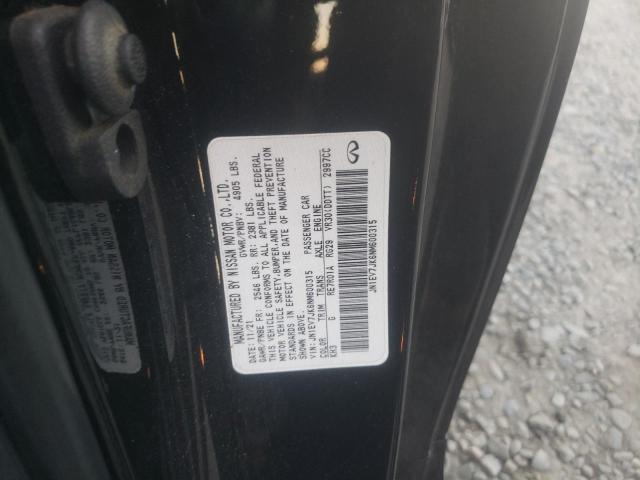 MANUFACTURED BY NISSAN MOTOR CO.,LTD.
DATE: 11/21 GVWR/PNBV: 4905 LBS.
GAWR/PNBE FR: 2546 LBS. RR: 2381 LBS.
THIS VEHICLE CONFORMS TO ALL APPLICABLE FEDERAL
MOTOR VEHICLE SAFETY,BUMPER,AND THEFT PREVENTION
STANDARDS IN EFFECT ON THE DATE OF MANUFACTURE
SHOWN ABOVE.
VIN:JN1EV7JK6NM600315 PASSENGER CAR
COLOR TRIM TRANS AXLE ENGINE
KH3 G RE7R01A RG29 VR30(DDTT) 2997CC
JN1EV7JK6NM600315